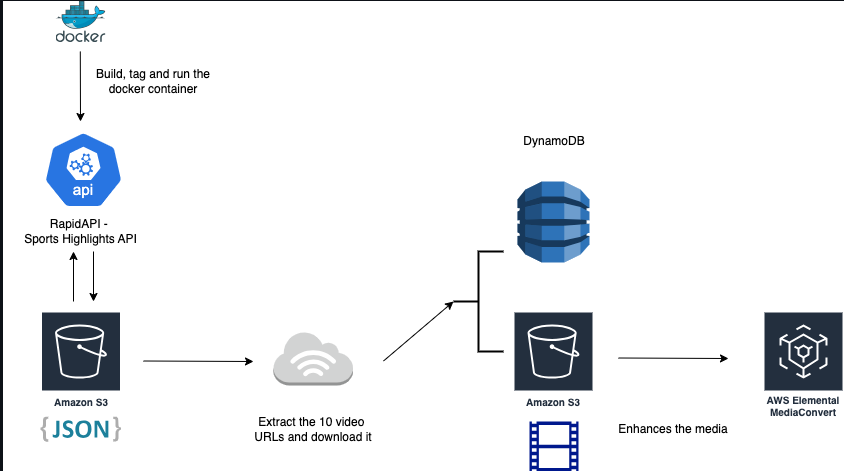 docker
Build, tag and run the
docker container
api
RapidAPI -
Sports Highlights API
Amazon S3
{JSON}
Extract the 10 video
URLs and download it
DynamoDB
Amazon S3
Enhances the media
AWS Elemental
MediaConvert